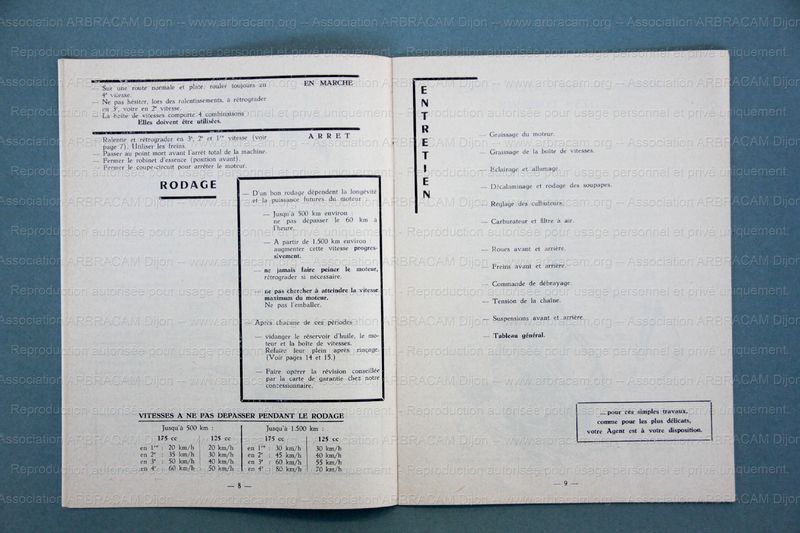 EN MARCHE
— Sur une route normale et plate, rouler toujours en
4e vitesse.
— Ne pas hésiter, lors des ralentissements, à rétrograder
en 3e, voire en 2e vitesse.
— La boîte de vitesses comporte 4 combinaisons :
Elles doivent être utilisées.
ARRET
— Ralentir et rétrograder en 3e, 2e et 1re vitesse (voir
page 7). Utiliser les freins.
— Passer au point mort avant l'arrêt total de la machine.
— Fermer le robinet d'essence (position avant).
— Fermer le coupe-circuit pour arrêter le moteur.
RODAGE
— D'un bon rodage dépendent la longévité
et la puissance futures du moteur :
— Jusqu'à 500 km environ :
ne pas dépasser le 60 km à
l'heure.
— A partir de 1.500 km environ :
augmenter cette vitesse progres-
sivement.
— ne jamais faire peiner le moteur,
rétrograder si nécessaire.
— ne pas chercher à atteindre la vitesse
maximum du moteur.
Ne pas l'emballer.
— Après chacune de ces périodes :
— vidanger le réservoir d'huile, le mo-
teur et la boîte de vitesses.
Refaire leur plein après rinçage.
(Voir pages 14 et 15.)
— Faire opérer la révision conseillée
par la carte de garantie chez notre
concessionnaire.
VITESSES A NE PAS DEPASSER PENDANT LE RODAGE
Jusqu'à 500 km : Jusqu'à 1.500 km :
175 cc 125 cc 175 cc 125 cc
en 1re : 20 km/h 20 km/h en 1re : 30 km/h 30 km/h
en 2e : 35 km/h 30 km/h en 2e : 45 km/h 40 km/h
en 3e : 50 km/h 40 km/h en 3e : 60 km/h 55 km/h
en 4e : 60 km/h 50 km/h en 4e : 80 km/h 70 km/h
— 8 —
ENTRETIEN
— Graissage du moteur.
— Graissage de la boîte de vitesses.
— Eclairage et allumage.
— Décalaminage et rodage des soupapes.
— Réglage des culbuteurs.
— Carburateur et filtre à air.
— Roues avant et arrière.
— Freins avant et arrière.
— Commande de débrayage.
— Tension de la chaîne.
— Suspensions avant et arrière.
— Tableau général.
...pour ces simples travaux,
comme pour les plus délicats,
votre Agent est à votre disposition.
— 9 —
Association ARBRACAM Dijon -- www.arbracam.org -- Association ARBRACAM Dijon
Reproduction autorisée pour usage personnel et privé uniquement.